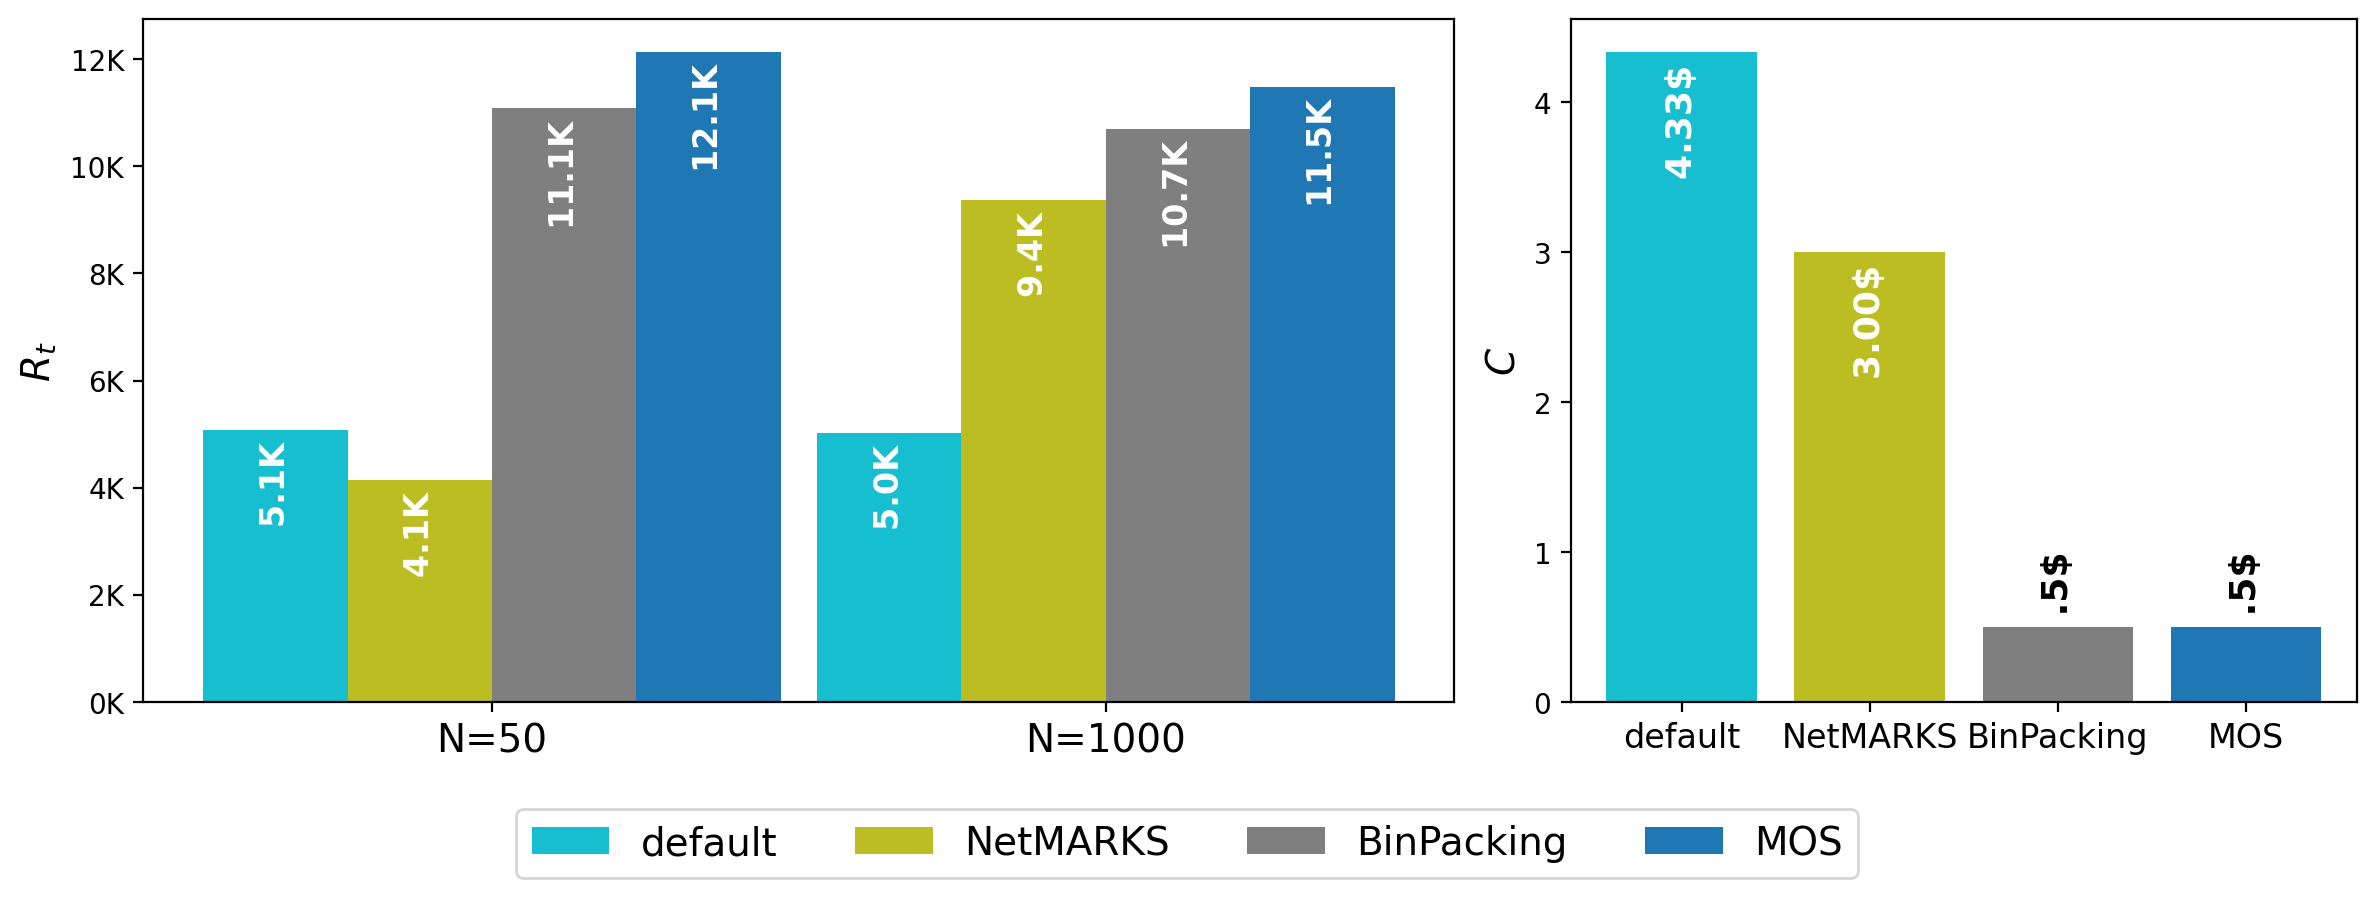 12K
10K
8K
6K
4K
2K
0K
R_t
5.1K
4.1K
11.1K
12.1K
5.0K
9.4K
10.7K
11.5K
N=50
N=1000
4
3
2
1
0
C
4.33$
3.00$
.5$
.5$
default
NetMARKS
BinPacking
MOS
default
NetMARKS
BinPacking
MOS